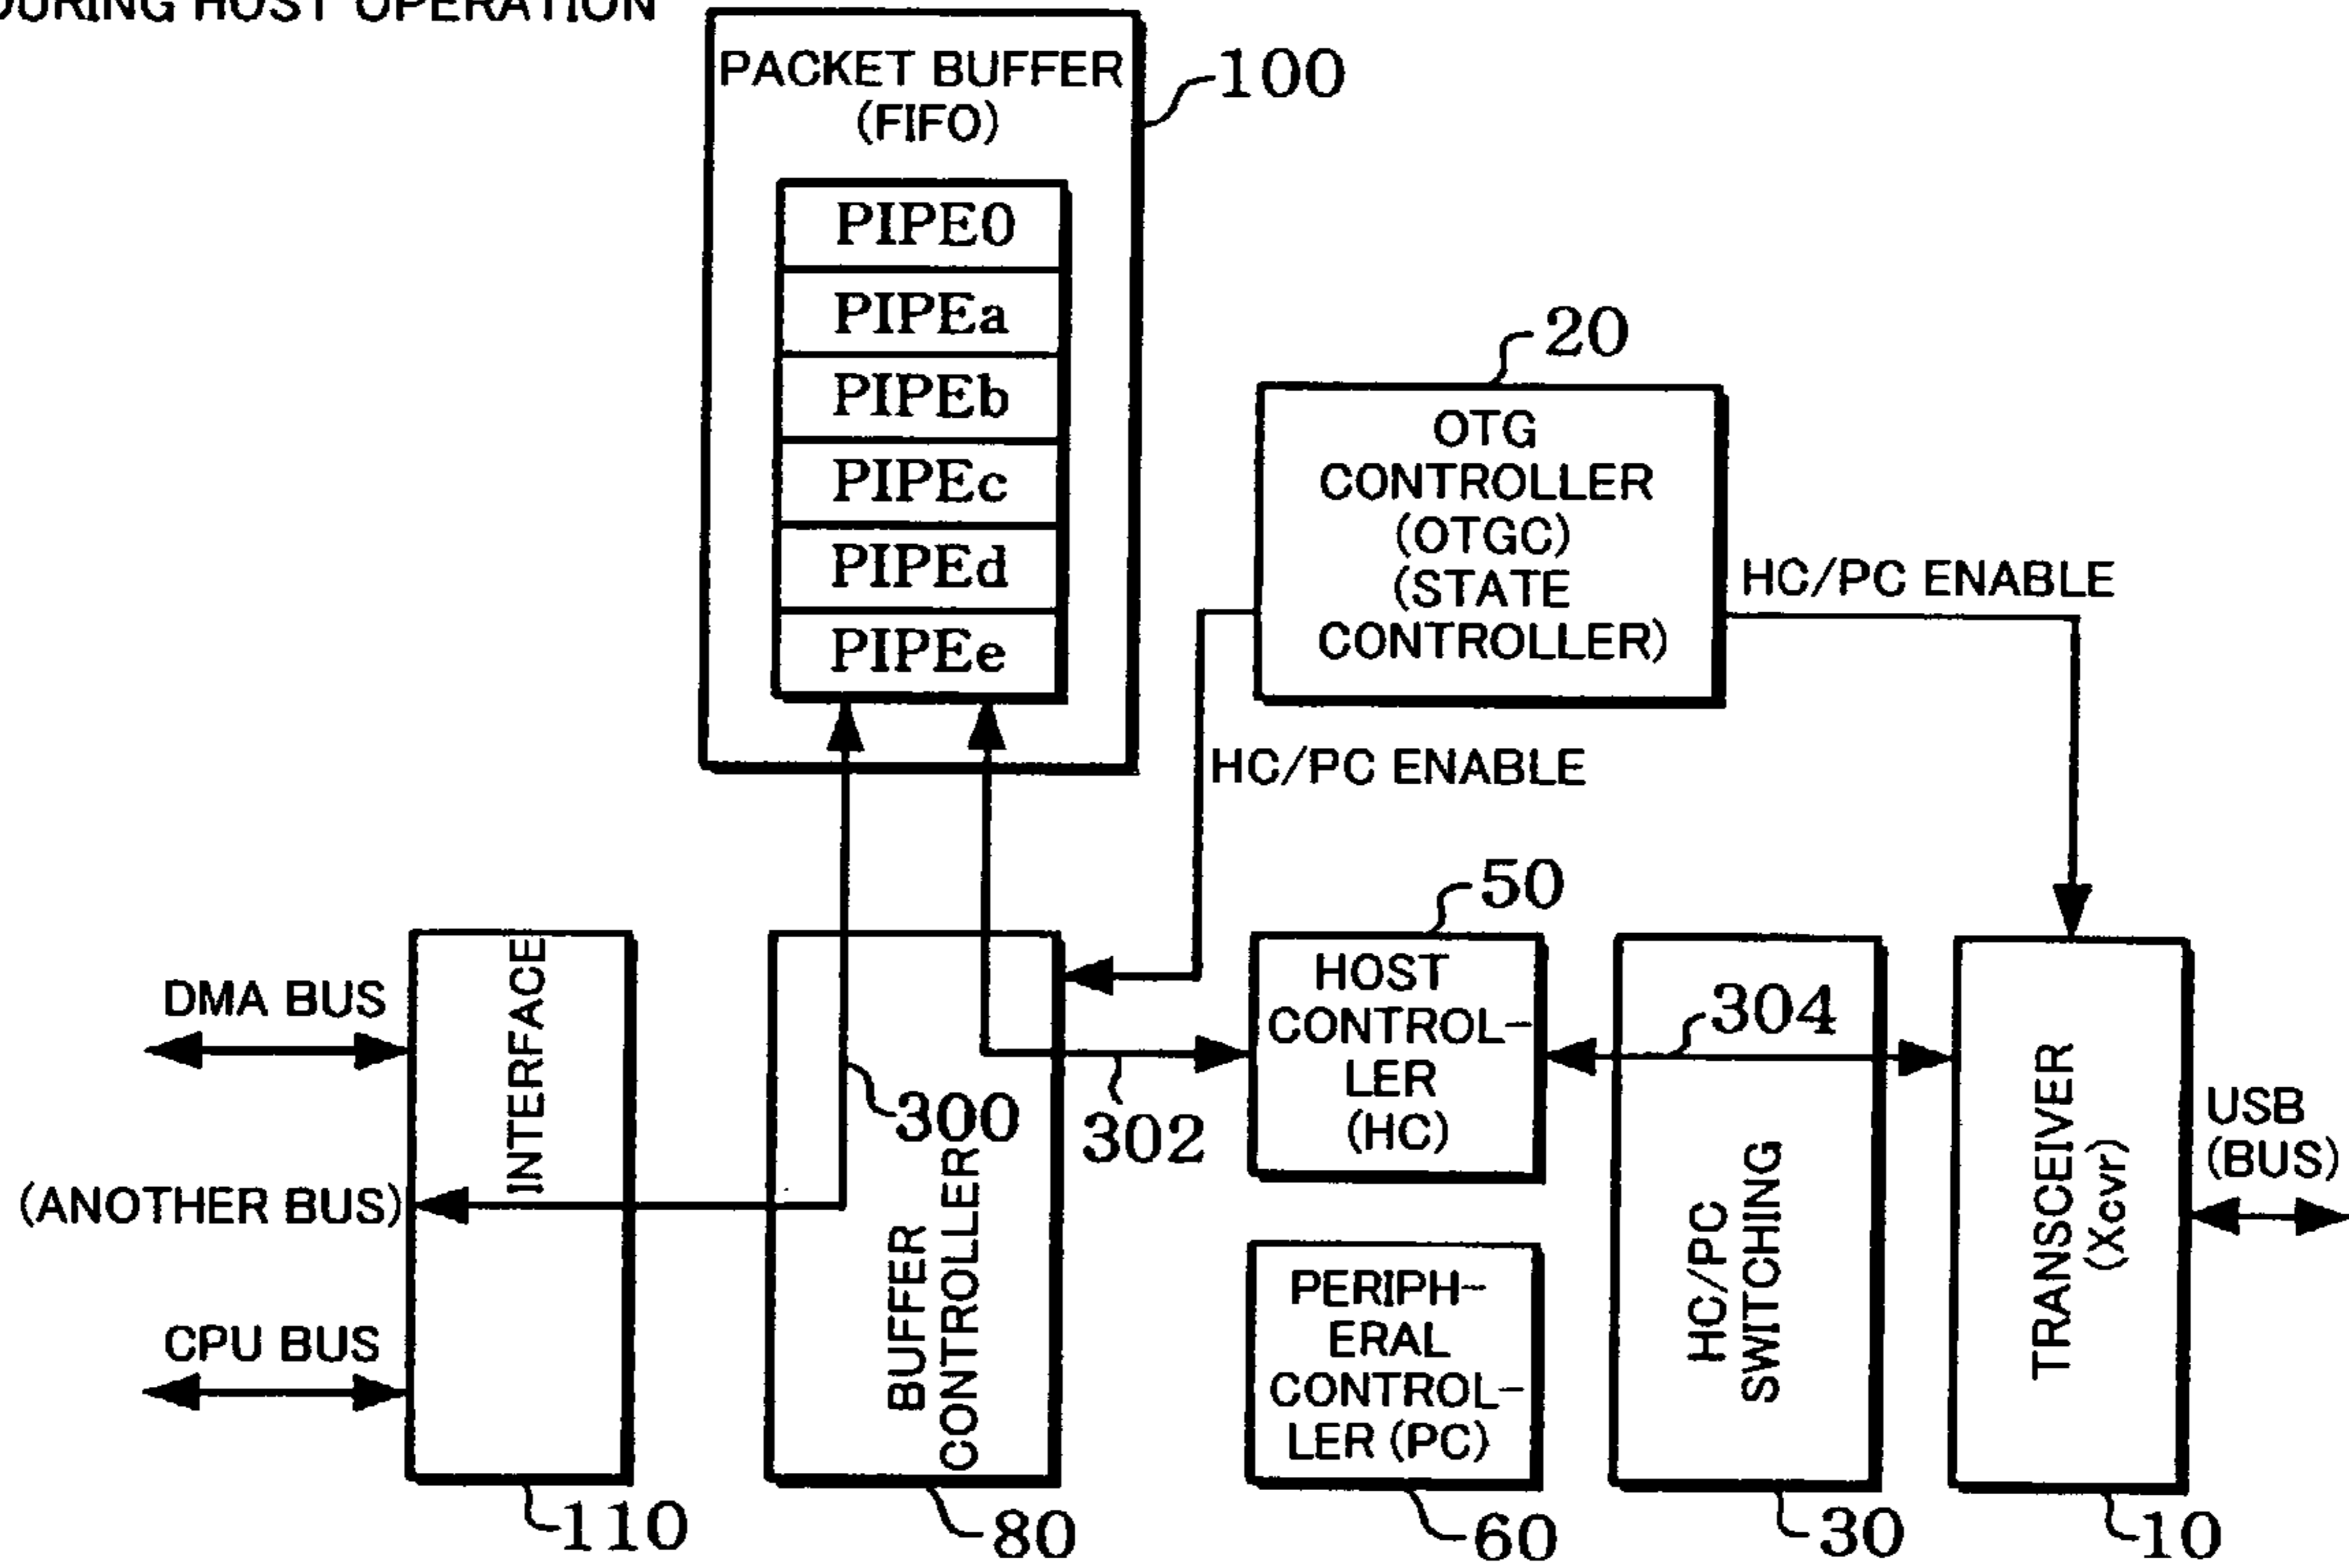 DURING HOST OPERATION
PACKET BUFFER
(FIFO)
100
PIPE0
PIPEa
PIPEb
PIPEc
PIPEd
PIPEe
20
OTG
CONTROLLER
(OTGC)
(STATE
CONTROLLER)
HC/PC ENABLE
HC/PC ENABLE
DMA BUS
(ANOTHER BUS)
CPU BUS
INTERFACE
110
300
BUFFER
CONTROLLER
80
302
50
HOST
CONTROL-
LER
(HC)
PERIPH-
ERAL
CONTROL-
LER (PC)
60
304
HC/PC
SWITCHING
30
TRANSCEIVER
(Xcvr)
10
USB
(BUS)